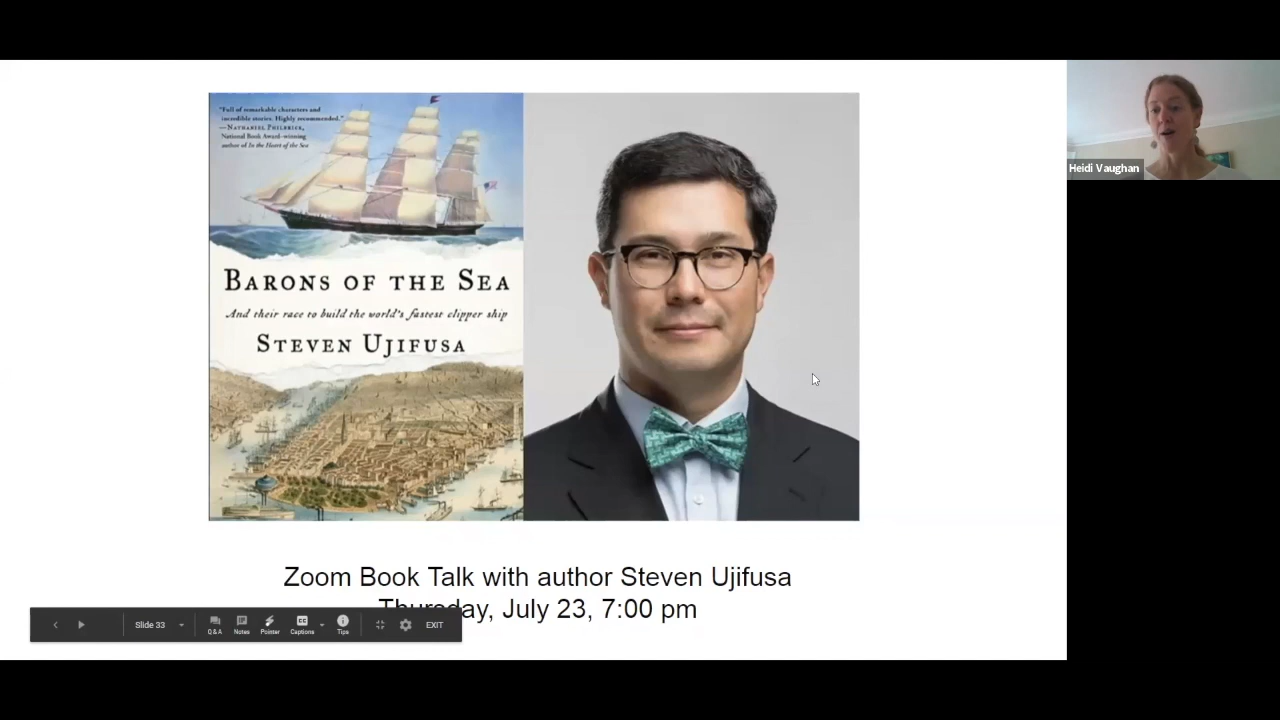 "Full of remarkable characters and
incredible stories. Highly recommended."
—Nathaniel Philbrick,
National Book Award–winning
author of In the Heart of the Sea
Barons of the Sea
And their race to build the world's fastest clipper ship
Steven Ujifusa
Heidi Vaughan
Zoom Book Talk with author Steven Ujifusa
Thursday, July 23, 7:00 pm
Slide 33
Q&A
Notes
Pointer
Captions
Tips
EXIT